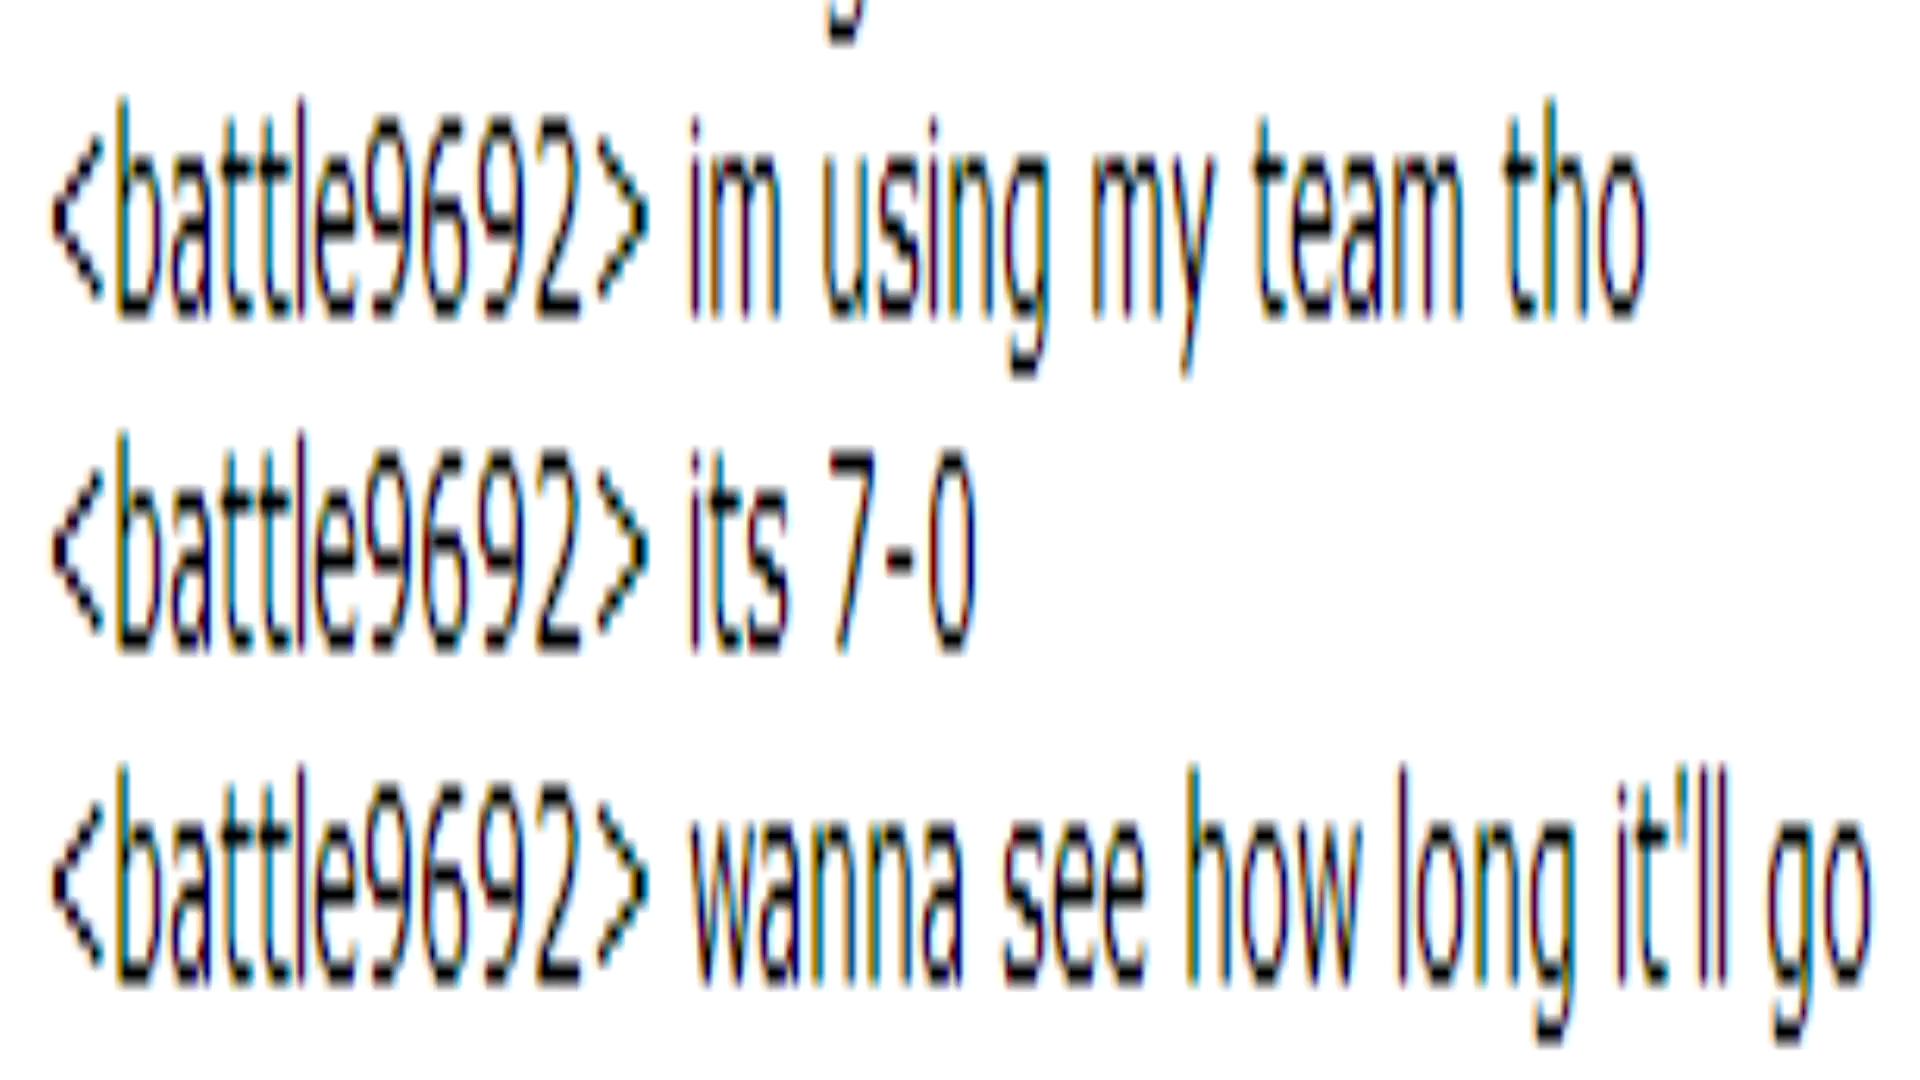 <battle9692> im using my team tho
<battle9692> its 7-0
<battle9692> wanna see how long it'll go